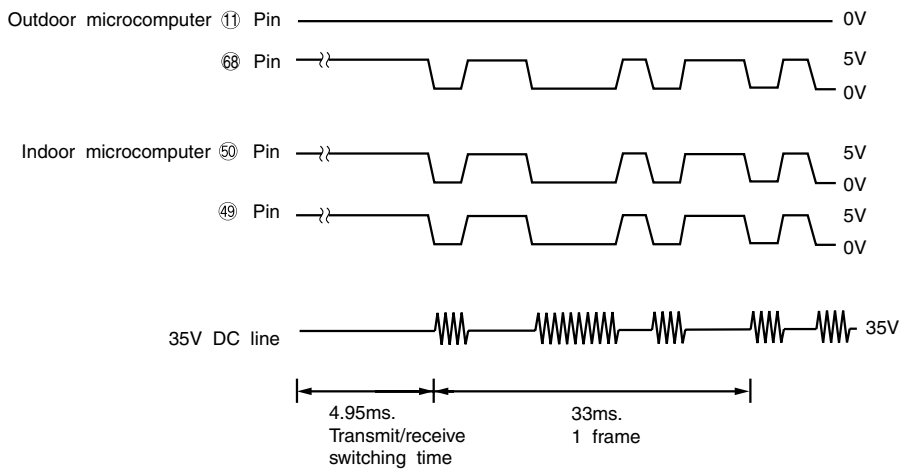 Outdoor microcomputer ⑪ Pin 0V
⑱ Pin 5V
0V
Indoor microcomputer ㊿ Pin 5V
0V
㊾ Pin 5V
0V
35V DC line 35V
4.95ms. 33ms.
Transmit/receive 1 frame
switching time